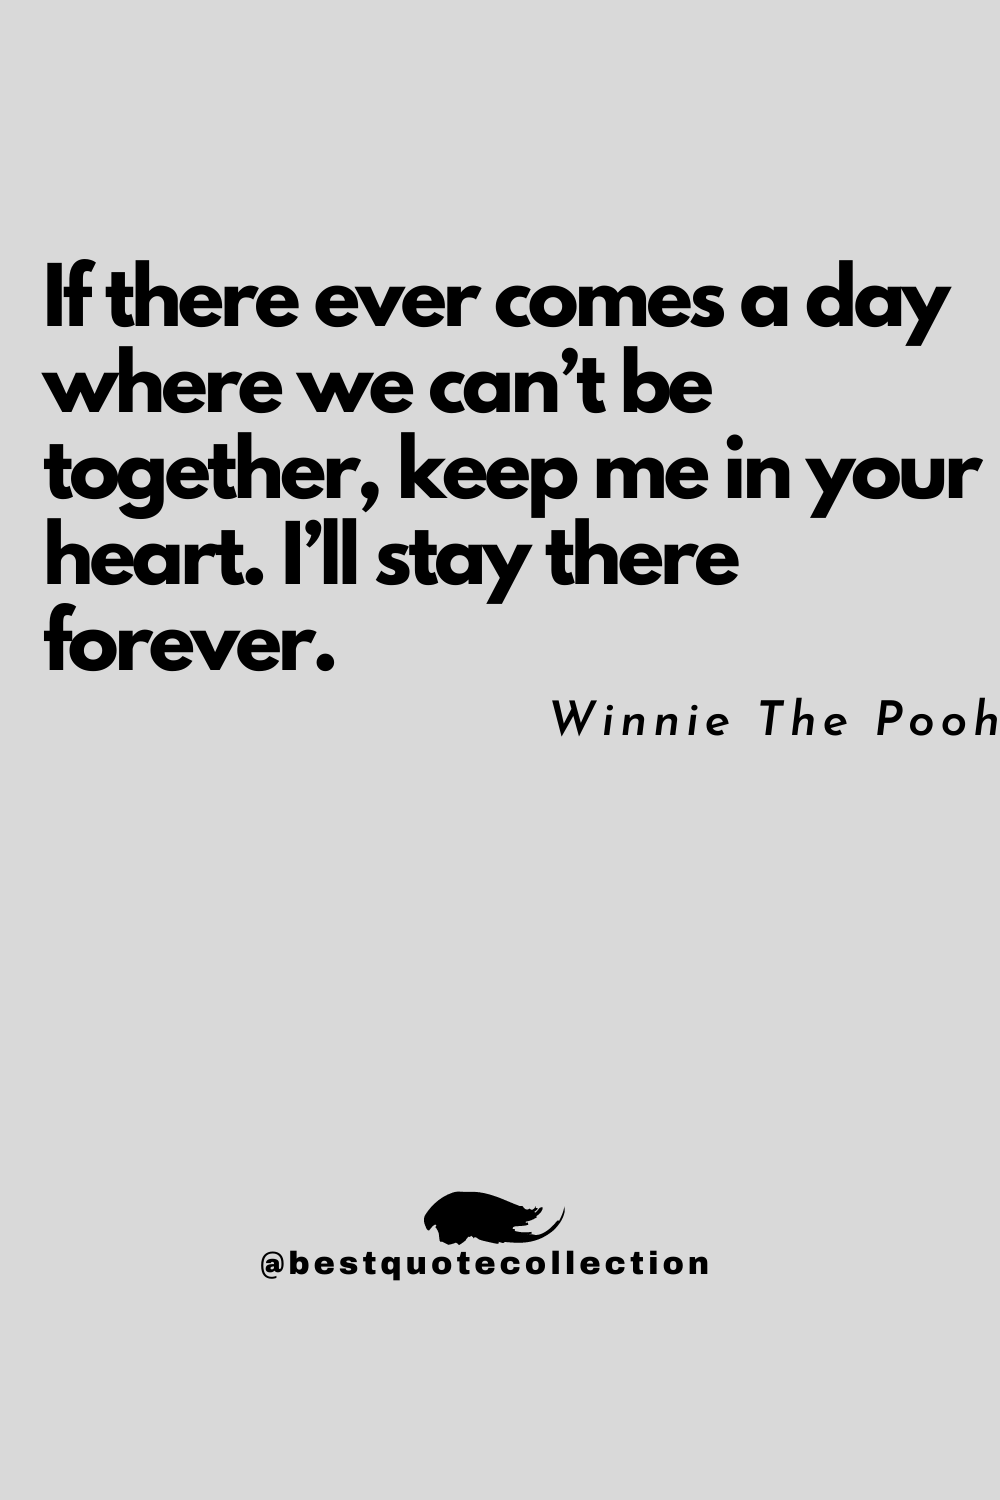 If there ever comes a day
where we can’t be
together, keep me in your
heart. I’ll stay there
forever.
Winnie The Pooh
@bestquotecollection